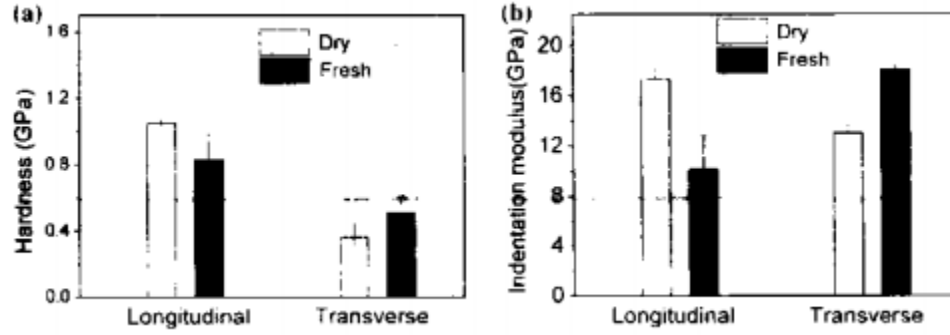 (a)
Hardness (GPa)
1 6
1.2
0.8
0.4
0.0
Dry
Fresh
Longitudinal
Transverse
(b)
Indentation modulus(GPa)
20
16
12
8
4
0
Dry
Fresh
Longitudinal
Transverse